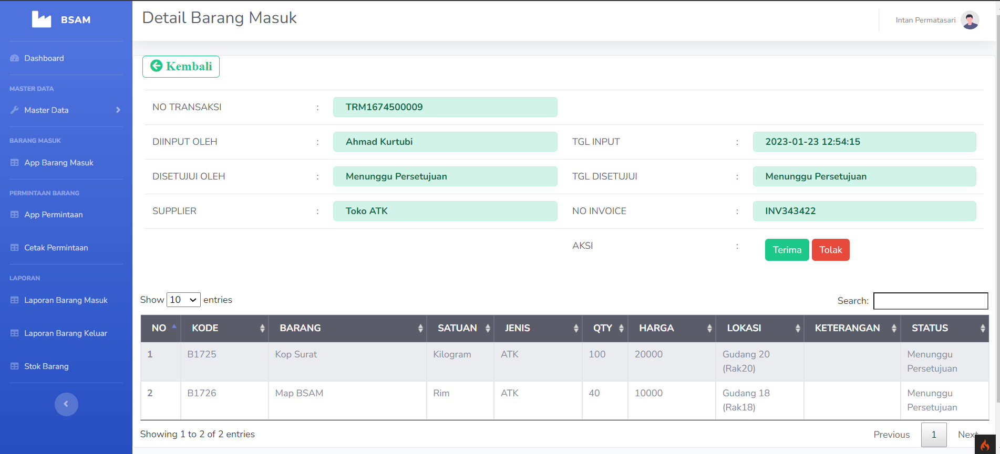 BSAM
Detail Barang Masuk
Intan Permatasari
Dashboard
MASTER DATA
Master Data
BARANG MASUK
App Barang Masuk
PERMINTAAN BARANG
App Permintaan
Cetak Permintaan
LAPORAN
Laporan Barang Masuk
Laporan Barang Keluar
Stok Barang
Kembali
NO TRANSAKSI : TRM1674500009
DIINPUT OLEH : Ahmad Kurtubi TGL INPUT : 2023-01-23 12:54:15
DISETUJUI OLEH : Menunggu Persetujuan TGL DISETUJUI : Menunggu Persetujuan
SUPPLIER : Toko ATK NO INVOICE : INV343422
AKSI : Terima Tolak
Show 10 entries Search:
NO KODE BARANG SATUAN JENIS QTY HARGA LOKASI KETERANGAN STATUS
1 B1725 Kop Surat Kilogram ATK 100 20000 Gudang 20 Menunggu
(Rak20) Persetujuan
2 B1726 Map BSAM Rim ATK 40 10000 Gudang 18 Menunggu
(Rak18) Persetujuan
Showing 1 to 2 of 2 entries Previous 1 Next